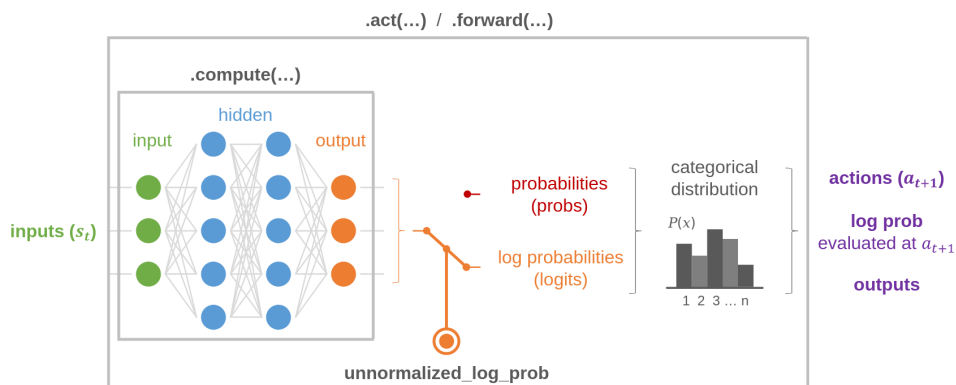 .act(…) / .forward(…)
.compute(…)
hidden
input
output
inputs (s_t)
probabilities
(probs)
log probabilities
(logits)
unnormalized_log_prob
categorical
distribution
P(x)
1 2 3 … n
actions (a_{t+1})
log prob
evaluated at a_{t+1}
outputs